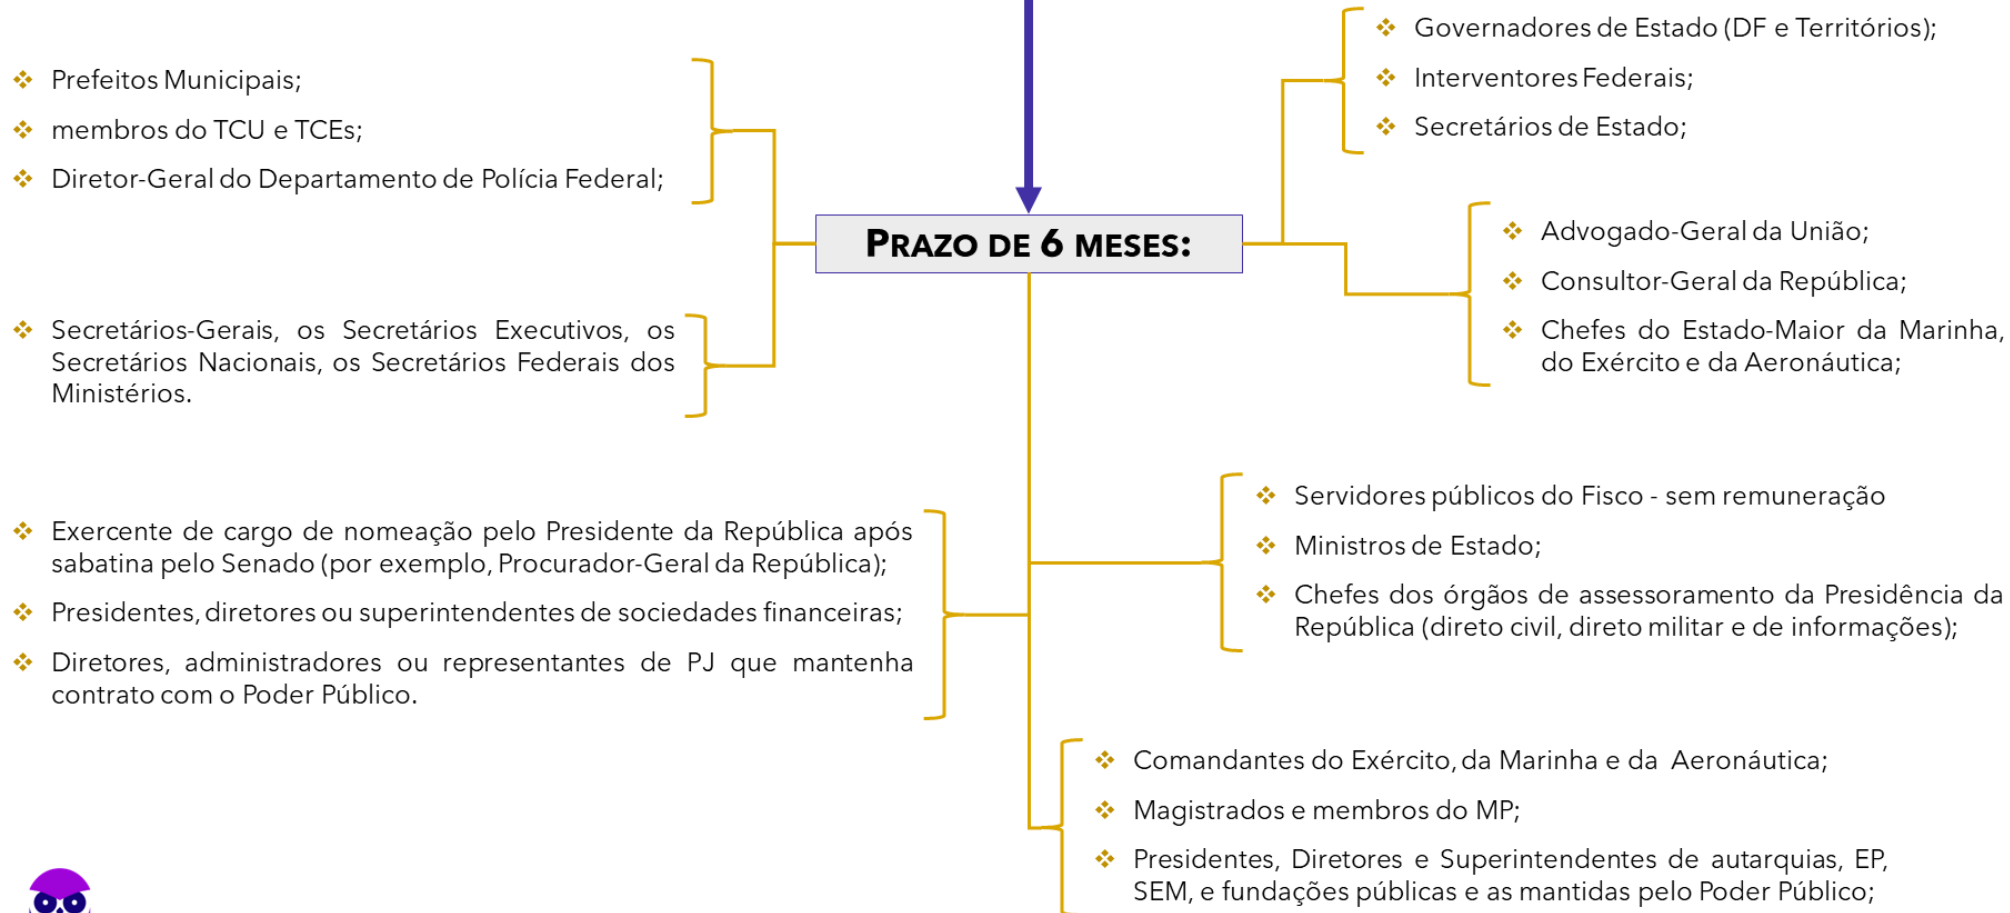 Prefeitos Municipais;
membros do TCU e TCEs;
Diretor-Geral do Departamento de Polícia Federal;
Governadores de Estado (DF e Territórios);
Interventores Federais;
Secretários de Estado;
PRAZO DE 6 MESES:
Advogado-Geral da União;
Consultor-Geral da República;
Chefes do Estado-Maior da Marinha,
do Exército e da Aeronáutica;
Secretários-Gerais, os Secretários Executivos, os
Secretários Nacionais, os Secretários Federais dos
Ministérios.
Exercente de cargo de nomeação pelo Presidente da República após
sabatina pelo Senado (por exemplo, Procurador-Geral da República);
Presidentes, diretores ou superintendentes de sociedades financeiras;
Diretores, administradores ou representantes de PJ que mantenha
contrato com o Poder Público.
Servidores públicos do Fisco - sem remuneração
Ministros de Estado;
Chefes dos órgãos de assessoramento da Presidência da
República (direto civil, direto militar e de informações);
Comandantes do Exército, da Marinha e da Aeronáutica;
Magistrados e membros do MP;
Presidentes, Diretores e Superintendentes de autarquias, EP,
SEM, e fundações públicas e as mantidas pelo Poder Público;